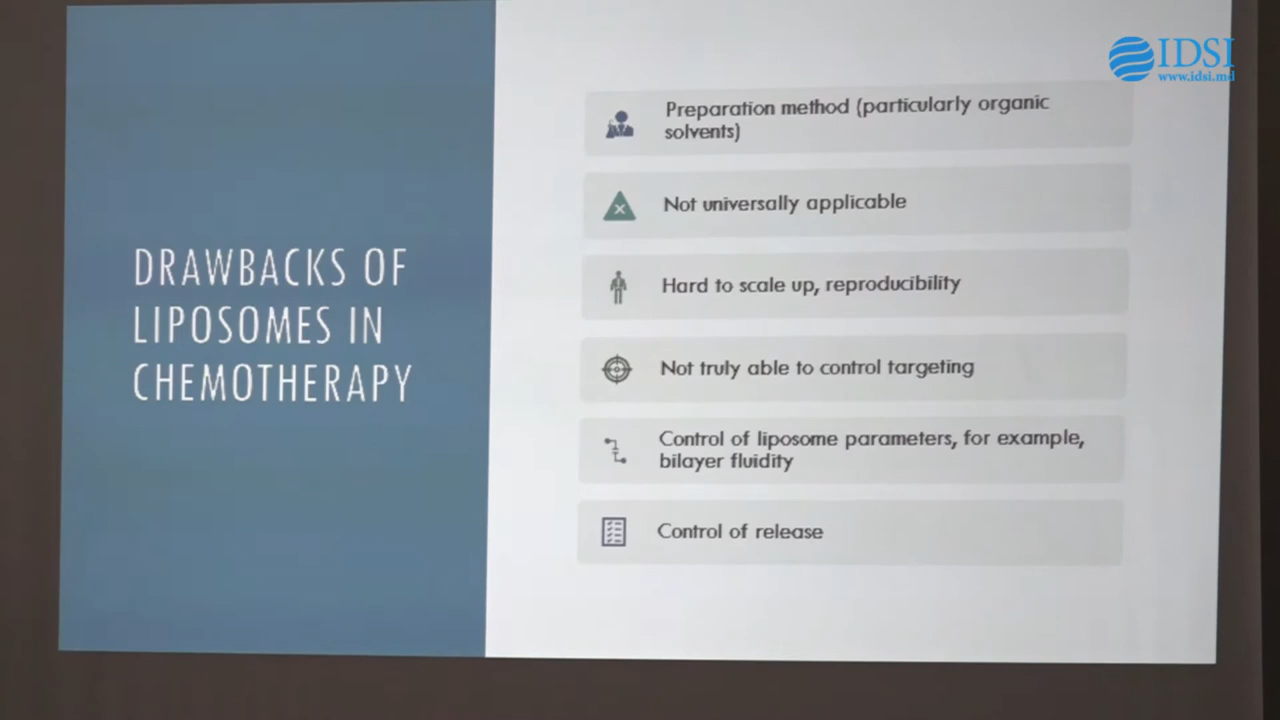 IDSI
www.idsi.md
DRAWBACKS OF
LIPOSOMES IN
CHEMOTHERAPY
Preparation method (particularly organic
solvents)
Not universally applicable
Hard to scale up, reproducibility
Not truly able to control targeting
Control of liposome parameters, for example,
bilayer fluidity
Control of release